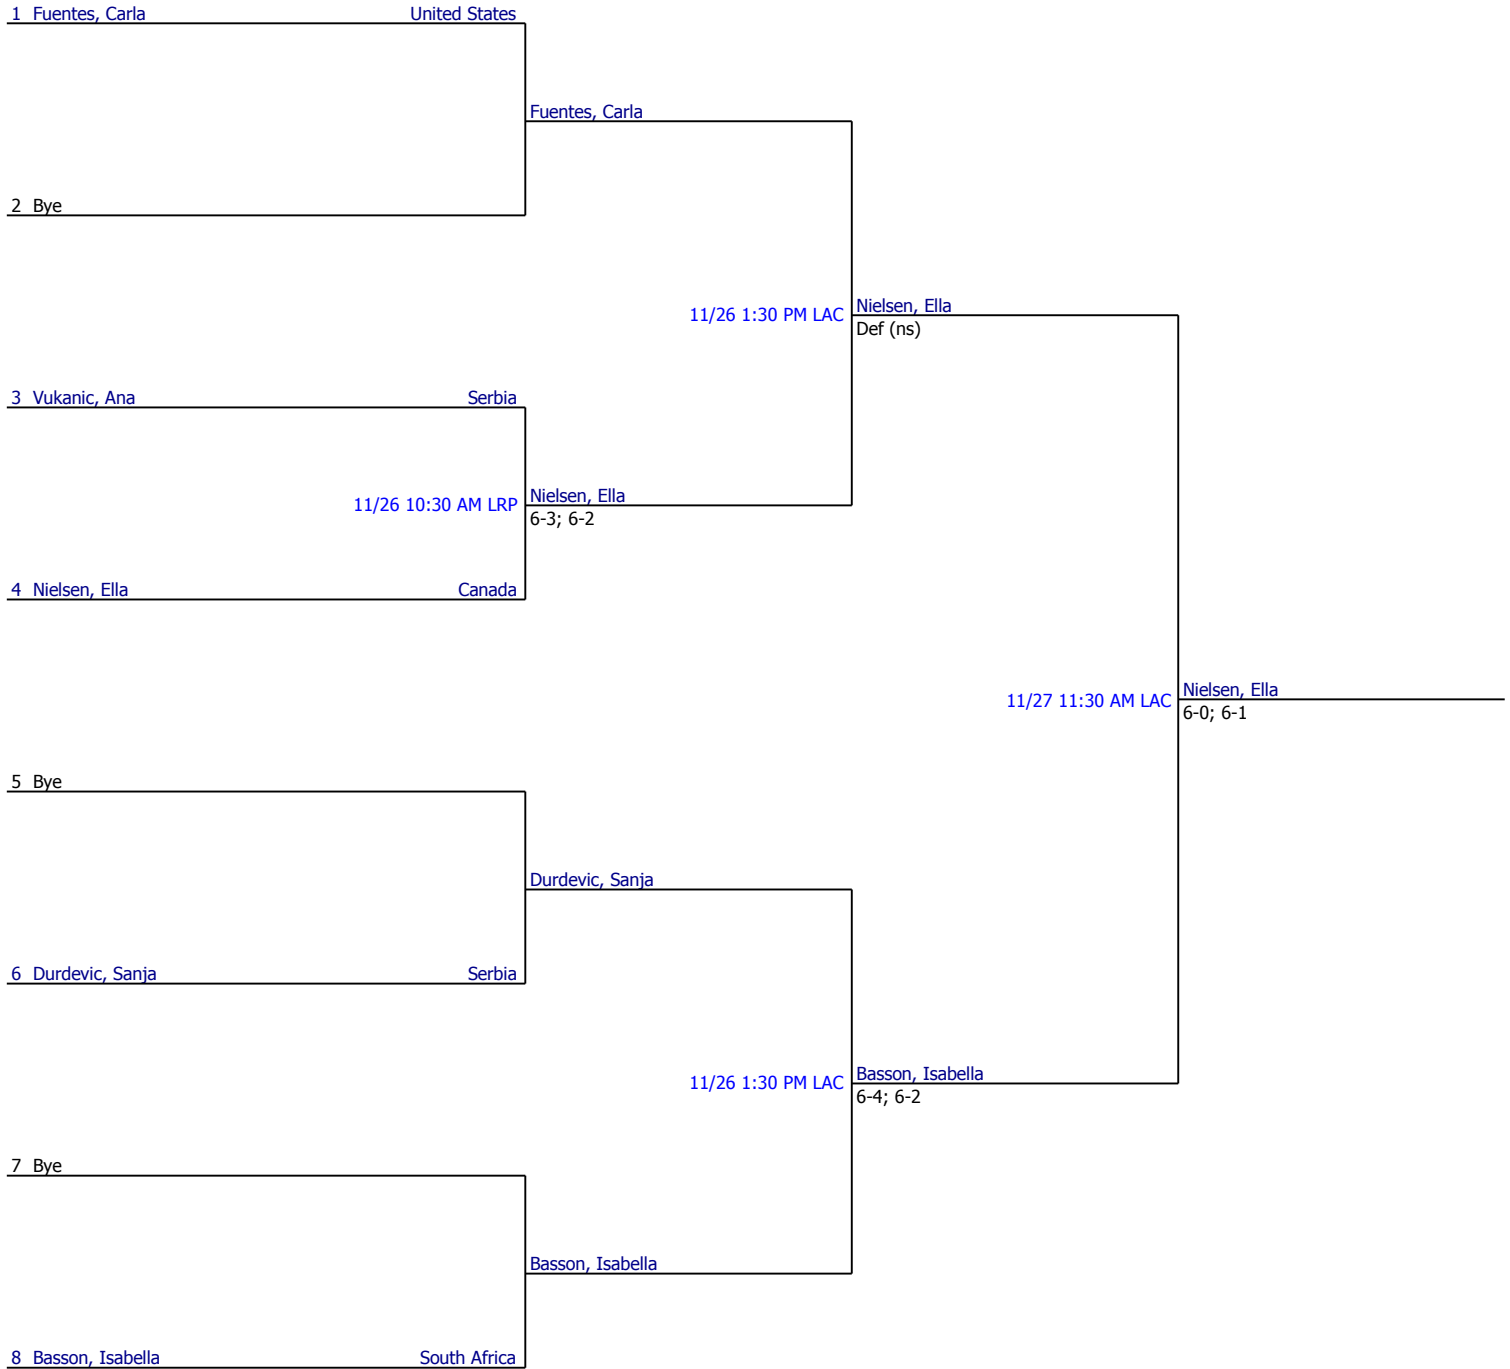 1 Fuentes, Carla United States
Fuentes, Carla
2 Bye
11/26 1:30 PM LAC Nielsen, Ella
Def (ns)
3 Vukanic, Ana Serbia
11/26 10:30 AM LRP Nielsen, Ella
6-3; 6-2
4 Nielsen, Ella Canada
11/27 11:30 AM LAC Nielsen, Ella
6-0; 6-1
5 Bye
Durdevic, Sanja
6 Durdevic, Sanja Serbia
11/26 1:30 PM LAC Basson, Isabella
6-4; 6-2
7 Bye
Basson, Isabella
8 Basson, Isabella South Africa